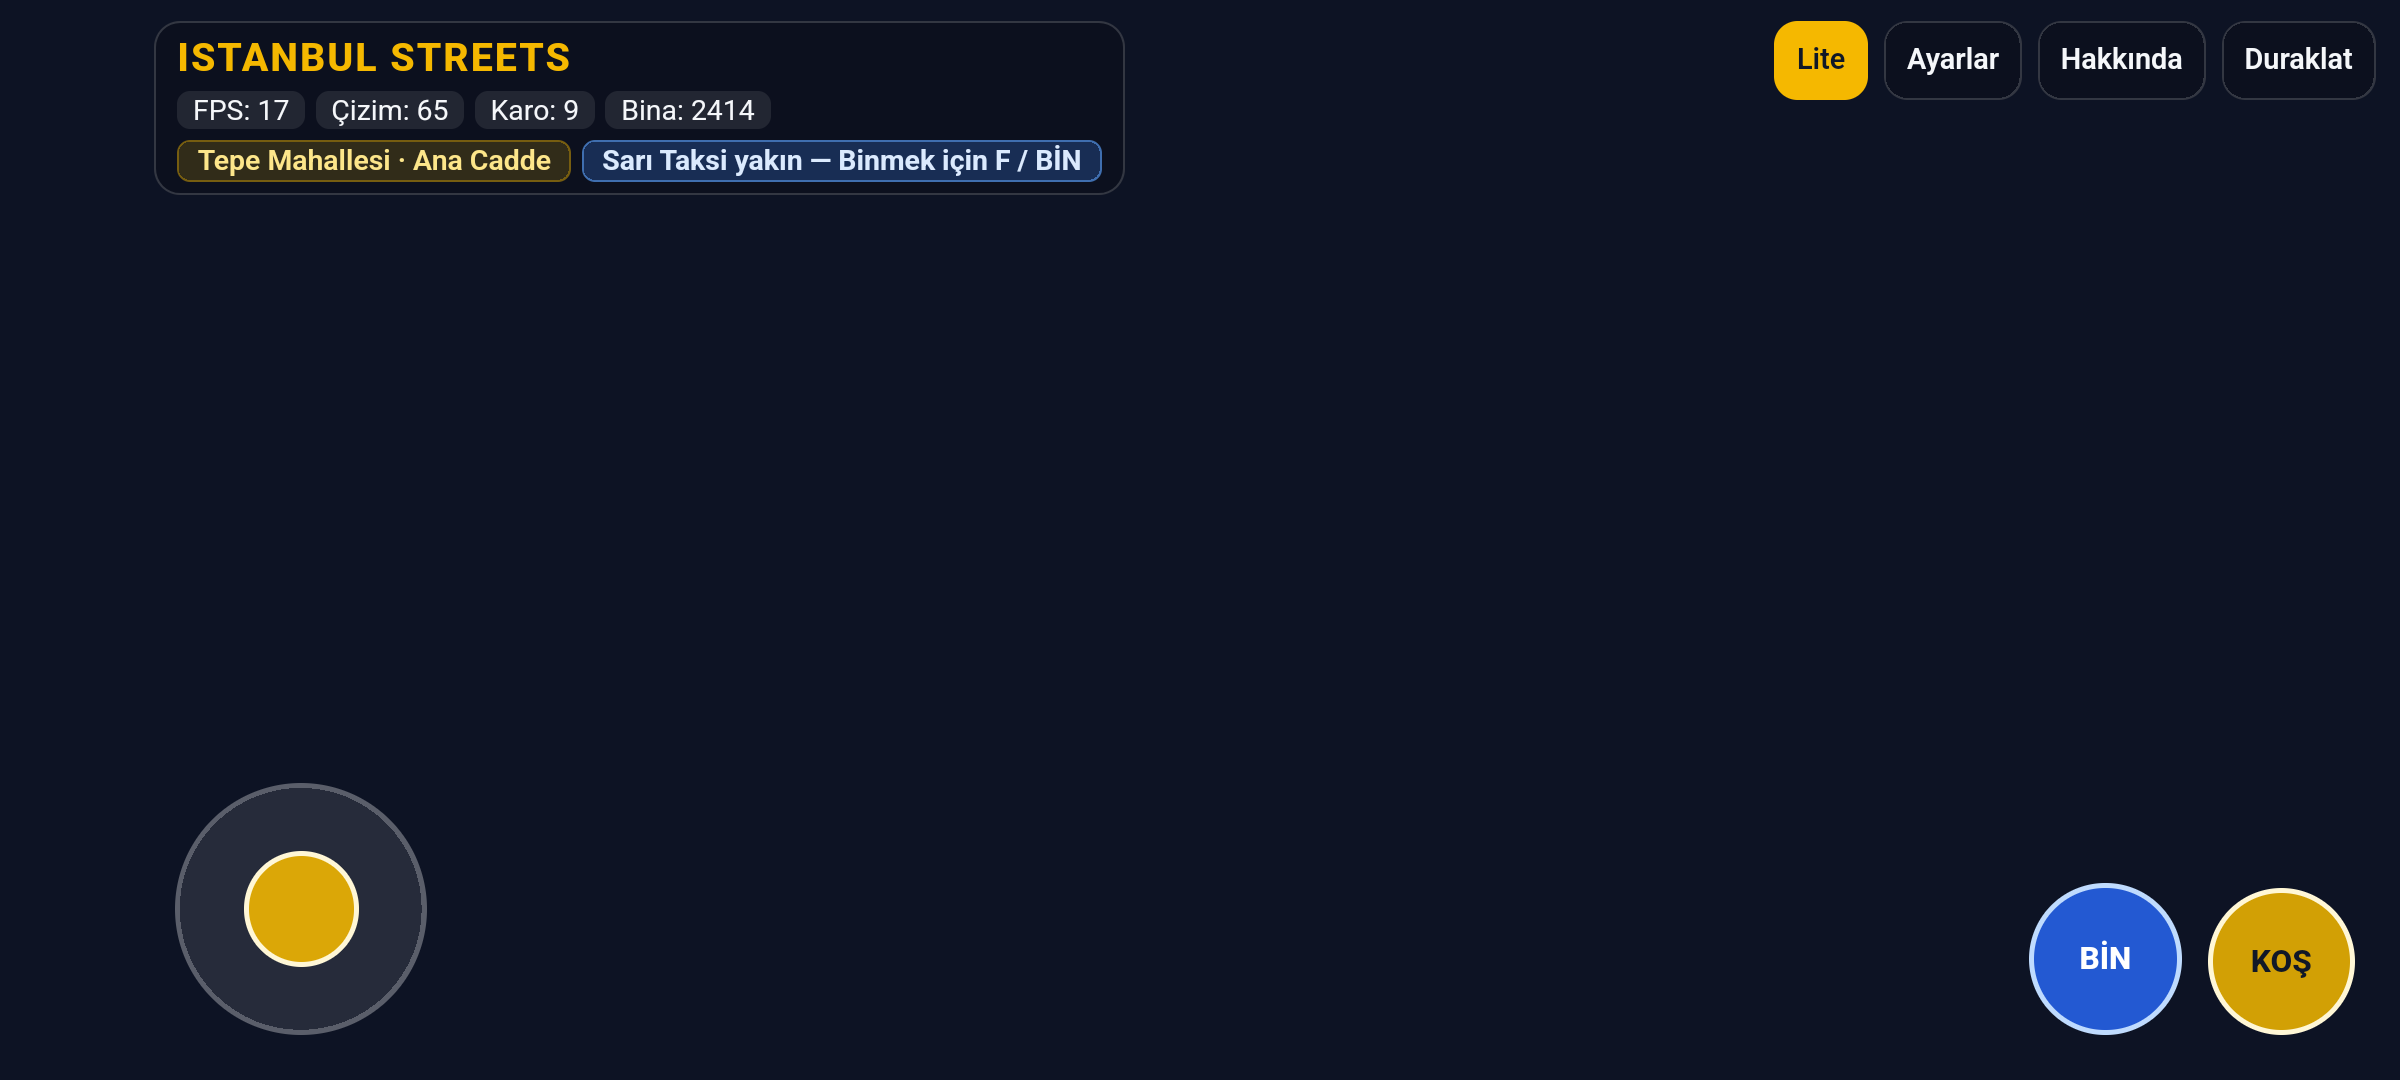 ISTANBUL STREETS
FPS: 17 Çizim: 65 Karo: 9 Bina: 2414
Tepe Mahallesi · Ana Cadde Sarı Taksi yakın — Binmek için F / BİN
Lite Ayarlar Hakkında Duraklat
BİN KOŞ